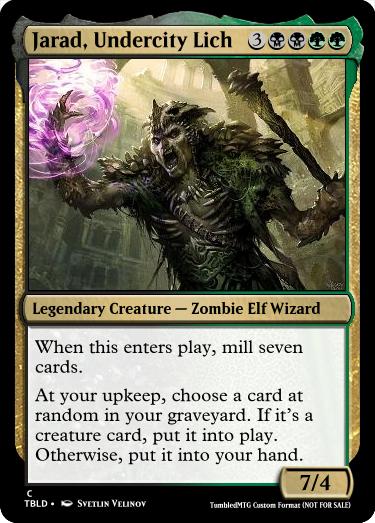 Jarad, Undercity Lich 3
Legendary Creature — Zombie Elf Wizard
When this enters play, mill seven
cards.
At your upkeep, choose a card at
random in your graveyard. If it's a
creature card, put it into play.
Otherwise, put it into your hand.
7/4
C
TBLD • Svetlin Velinov
TumbledMTG Custom Format (NOT FOR SALE)